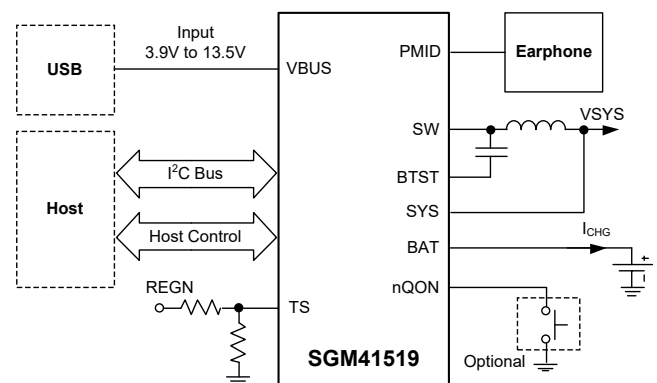 Input
3.9V to 13.5V
USB
VBUS
PMID
Earphone
SW
VSYS
I²C Bus
BTST
Host
SYS
Host Control
BAT
I_CHG
REGN
nQON
TS
SGM41519
Optional